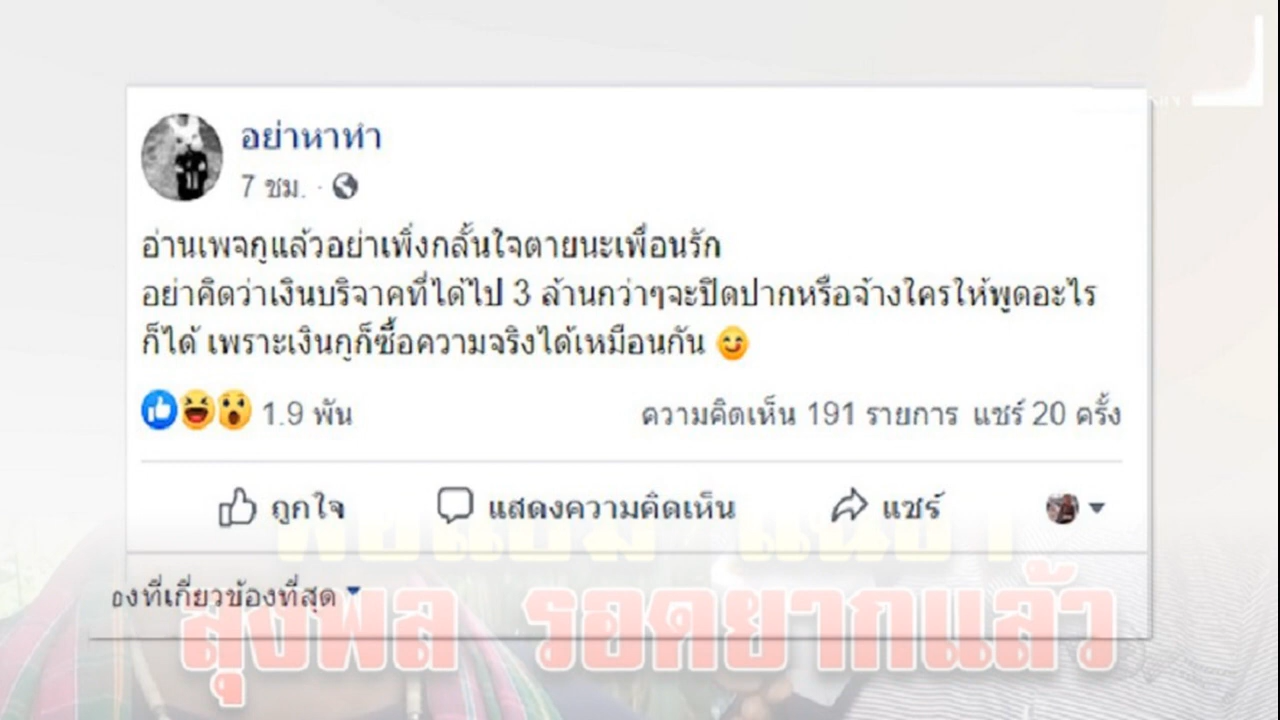 อย่าหาทำ
7 ชม. ·
อ่านเพจกูแล้วอย่าเพิ่งกลั้นใจตายนะเพื่อนรัก
อย่าคิดว่าเงินบริจาคที่ได้ไป 3 ล้านกว่าๆจะปิดปากหรือจ้างใครให้พูดอะไร
ก็ได้ เพราะเงินกูก็ซื้อความจริงได้เหมือนกัน 😊
1.9 พัน ความคิดเห็น 191 รายการ แชร์ 20 ครั้ง
ถูกใจ แสดงความคิดเห็น แชร์
องที่เกี่ยวข้องที่สุด
ลุงพล รอดยากแล้ว